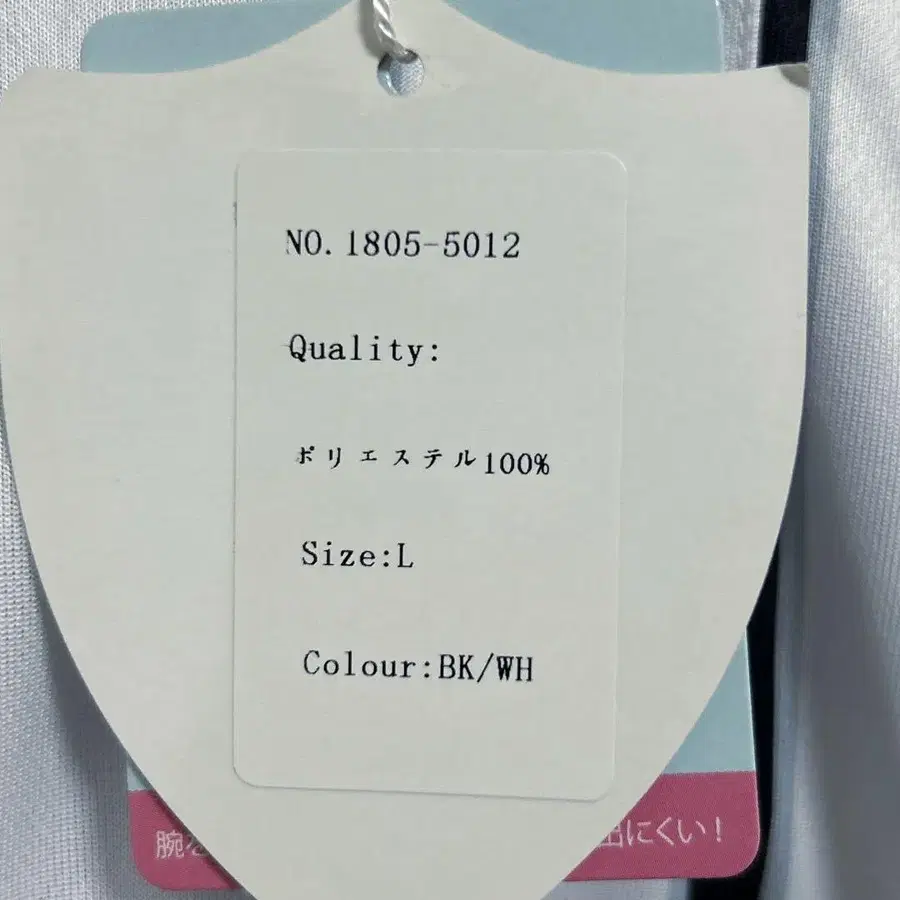 NO. 1805-5012
Quality:
ポリエステル100%
Size:L
Colour:BK/WH
腕を
出にくい!